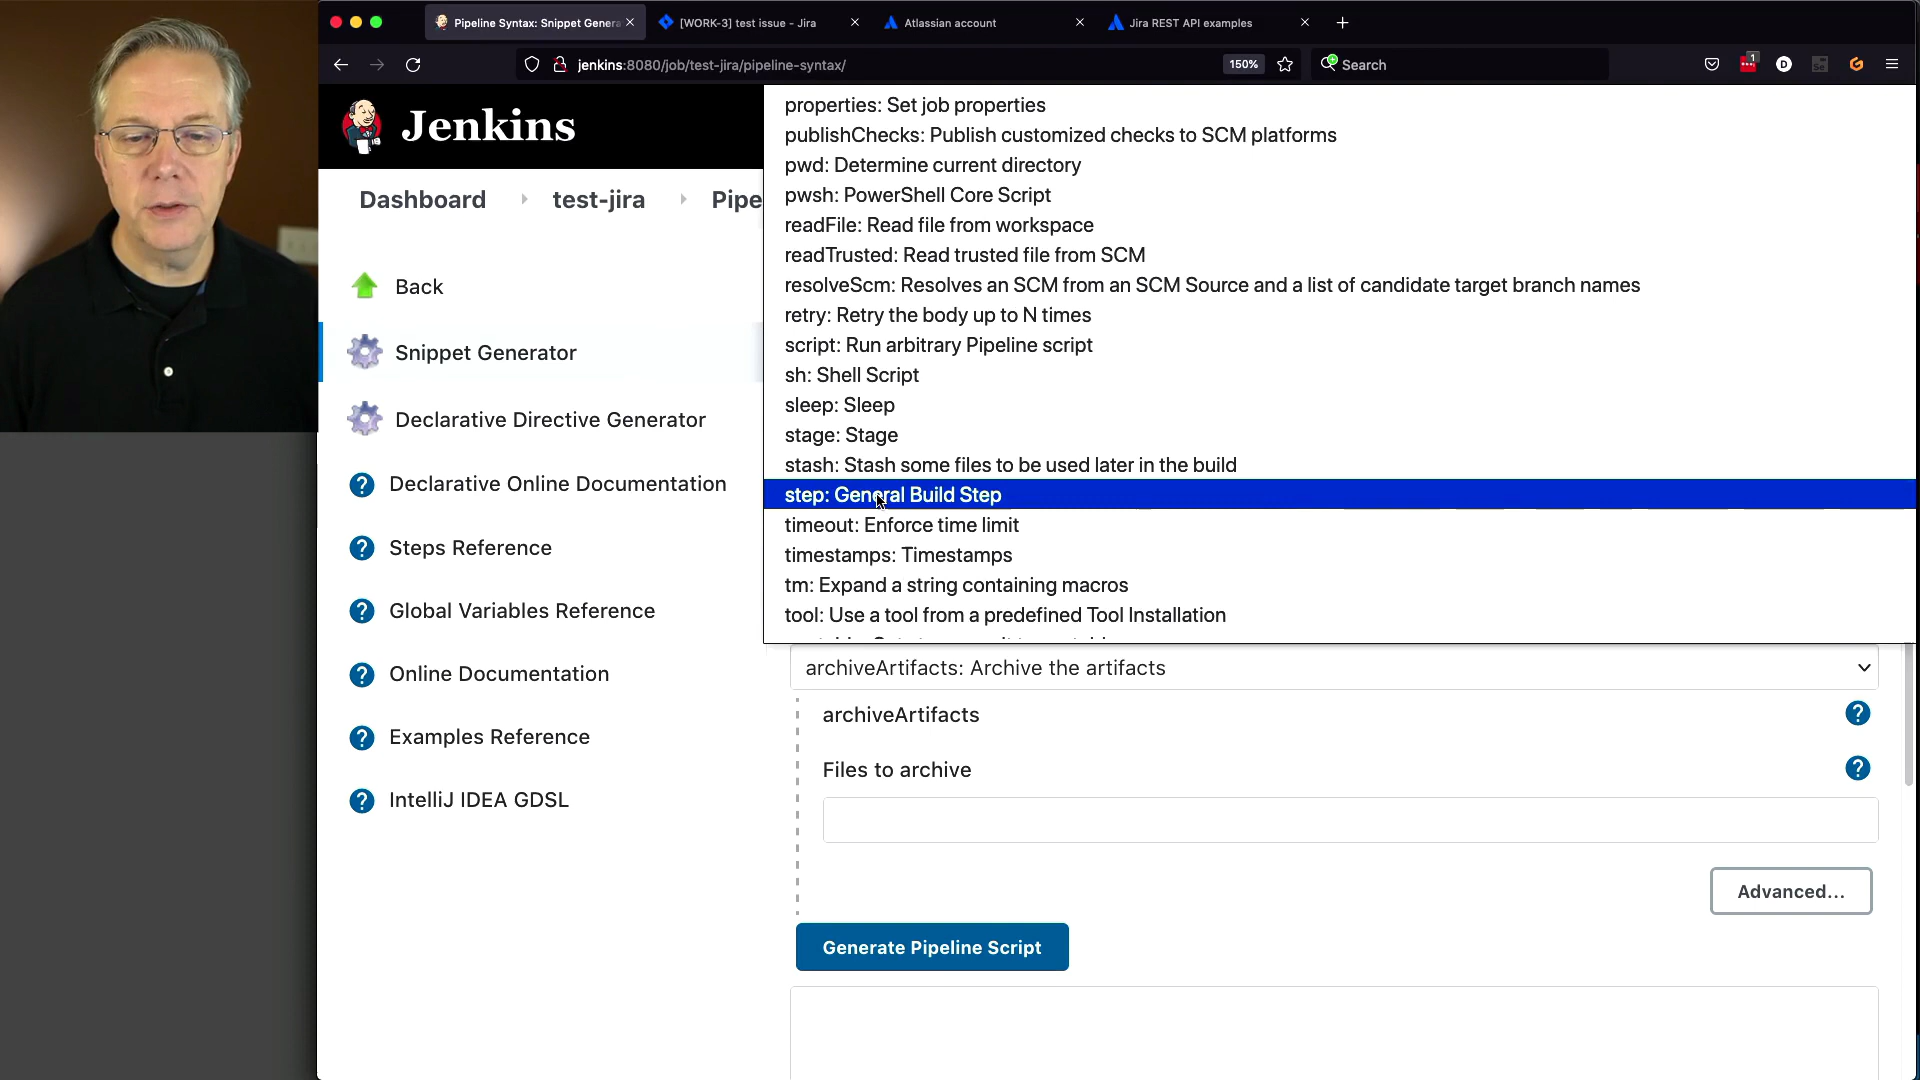 Pipeline Syntax: Snippet Genera
[WORK-3] test issue - Jira
Atlassian account
Jira REST API examples
jenkins:8080/job/test-jira/pipeline-syntax/
150%
Search
1
D
Se
Jenkins
Dashboard
test-jira
Pipe
Back
Snippet Generator
Declarative Directive Generator
Declarative Online Documentation
Steps Reference
Global Variables Reference
Online Documentation
Examples Reference
IntelliJ IDEA GDSL
properties: Set job properties
publishChecks: Publish customized checks to SCM platforms
pwd: Determine current directory
pwsh: PowerShell Core Script
readFile: Read file from workspace
readTrusted: Read trusted file from SCM
resolveScm: Resolves an SCM from an SCM Source and a list of candidate target branch names
retry: Retry the body up to N times
script: Run arbitrary Pipeline script
sh: Shell Script
sleep: Sleep
stage: Stage
stash: Stash some files to be used later in the build
step: General Build Step
timeout: Enforce time limit
timestamps: Timestamps
tm: Expand a string containing macros
tool: Use a tool from a predefined Tool Installation
archiveArtifacts: Archive the artifacts
archiveArtifacts
Files to archive
Advanced...
Generate Pipeline Script